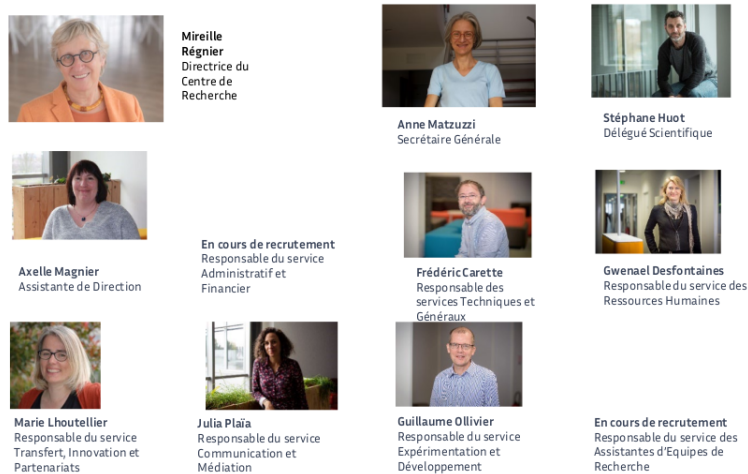 Mireille
Régnier
Directrice du
Centre de
Recherche
Anne Matzuzzi
Secrétaire Générale
Stéphane Huot
Délégué Scientifique
Axelle Magnier
Assistante de Direction
En cours de recrutement
Responsable du service
Administratif et
Financier
Frédéric Carette
Responsable des
services Techniques et
Généraux
Gwenael Desfontaines
Responsable du service des
Ressources Humaines
Marie Lhoutellier
Responsable du service
Transfert, Innovation et
Partenariats
Julia Plaïa
Responsable du service
Communication et
Médiation
Guillaume Ollivier
Responsable du service
Expérimentation et
Développement
En cours de recrutement
Responsable du service des
Assistantes d'Equipes de
Recherche